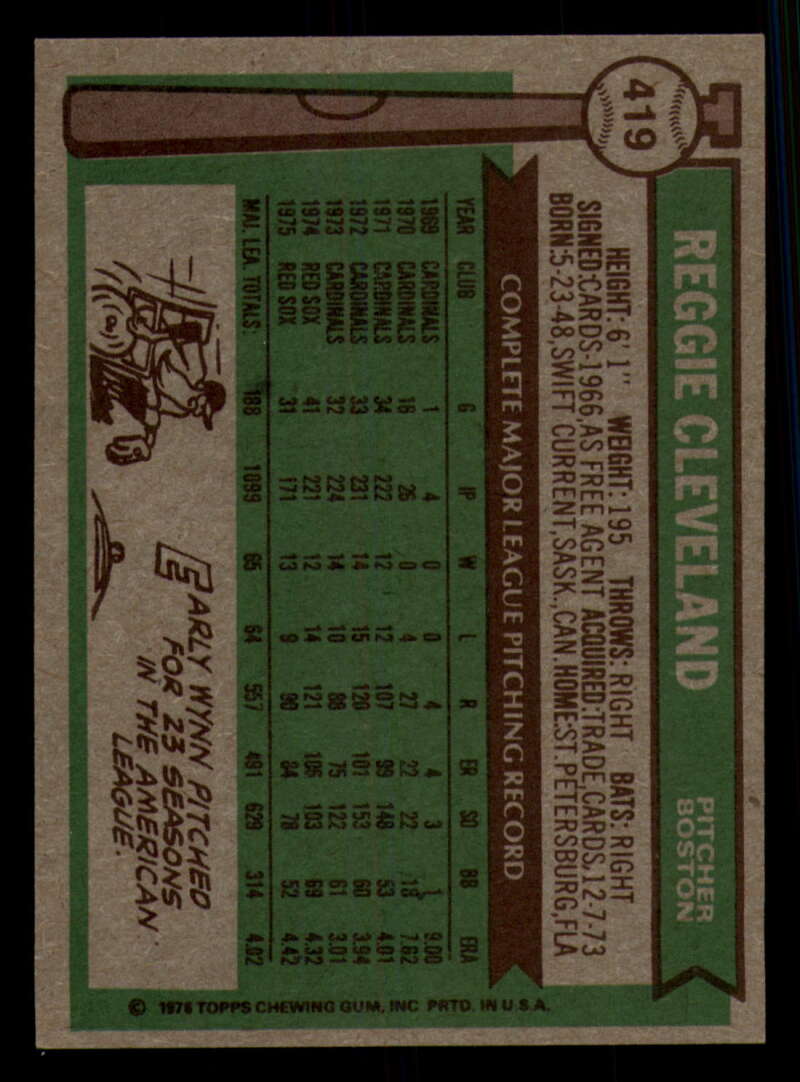 419
REGGIE CLEVELAND
PITCHER
BOSTON
HEIGHT: 6' 1" WEIGHT: 195 THROWS: RIGHT BATS: RIGHT
SIGNED:CARDS-1966,AS FREE AGENT ACQUIRED:TRADE,CARDS.12-7-73
BORN:5-23-48,SWIFT CURRENT,SASK.,CAN.HOME:ST.PETERSBURG,FLA
COMPLETE MAJOR LEAGUE PITCHING RECORD
YEAR CLUB G IP W L R ER SO BB ERA
1969 CARDINALS 1 4 0 0 4 4 3 1 9.00
1970 CARDINALS 16 26 0 4 27 22 22 18 7.62
1971 CARDINALS 34 222 12 12 107 99 148 53 4.01
1972 CARDINALS 33 231 14 15 120 101 153 60 3.94
1973 CARDINALS 32 224 14 10 88 75 122 61 3.01
1974 RED SOX 41 221 12 14 121 106 103 69 4.32
1975 RED SOX 31 171 13 9 90 84 78 52 4.42
MAJ. LEA. TOTALS: 188 1099 65 64 557 491 629 314 4.02
EARLY WYNN PITCHED
FOR 23 SEASONS
IN THE AMERICAN
LEAGUE.
© 1976 TOPPS CHEWING GUM, INC PRTD. IN U.S.A.